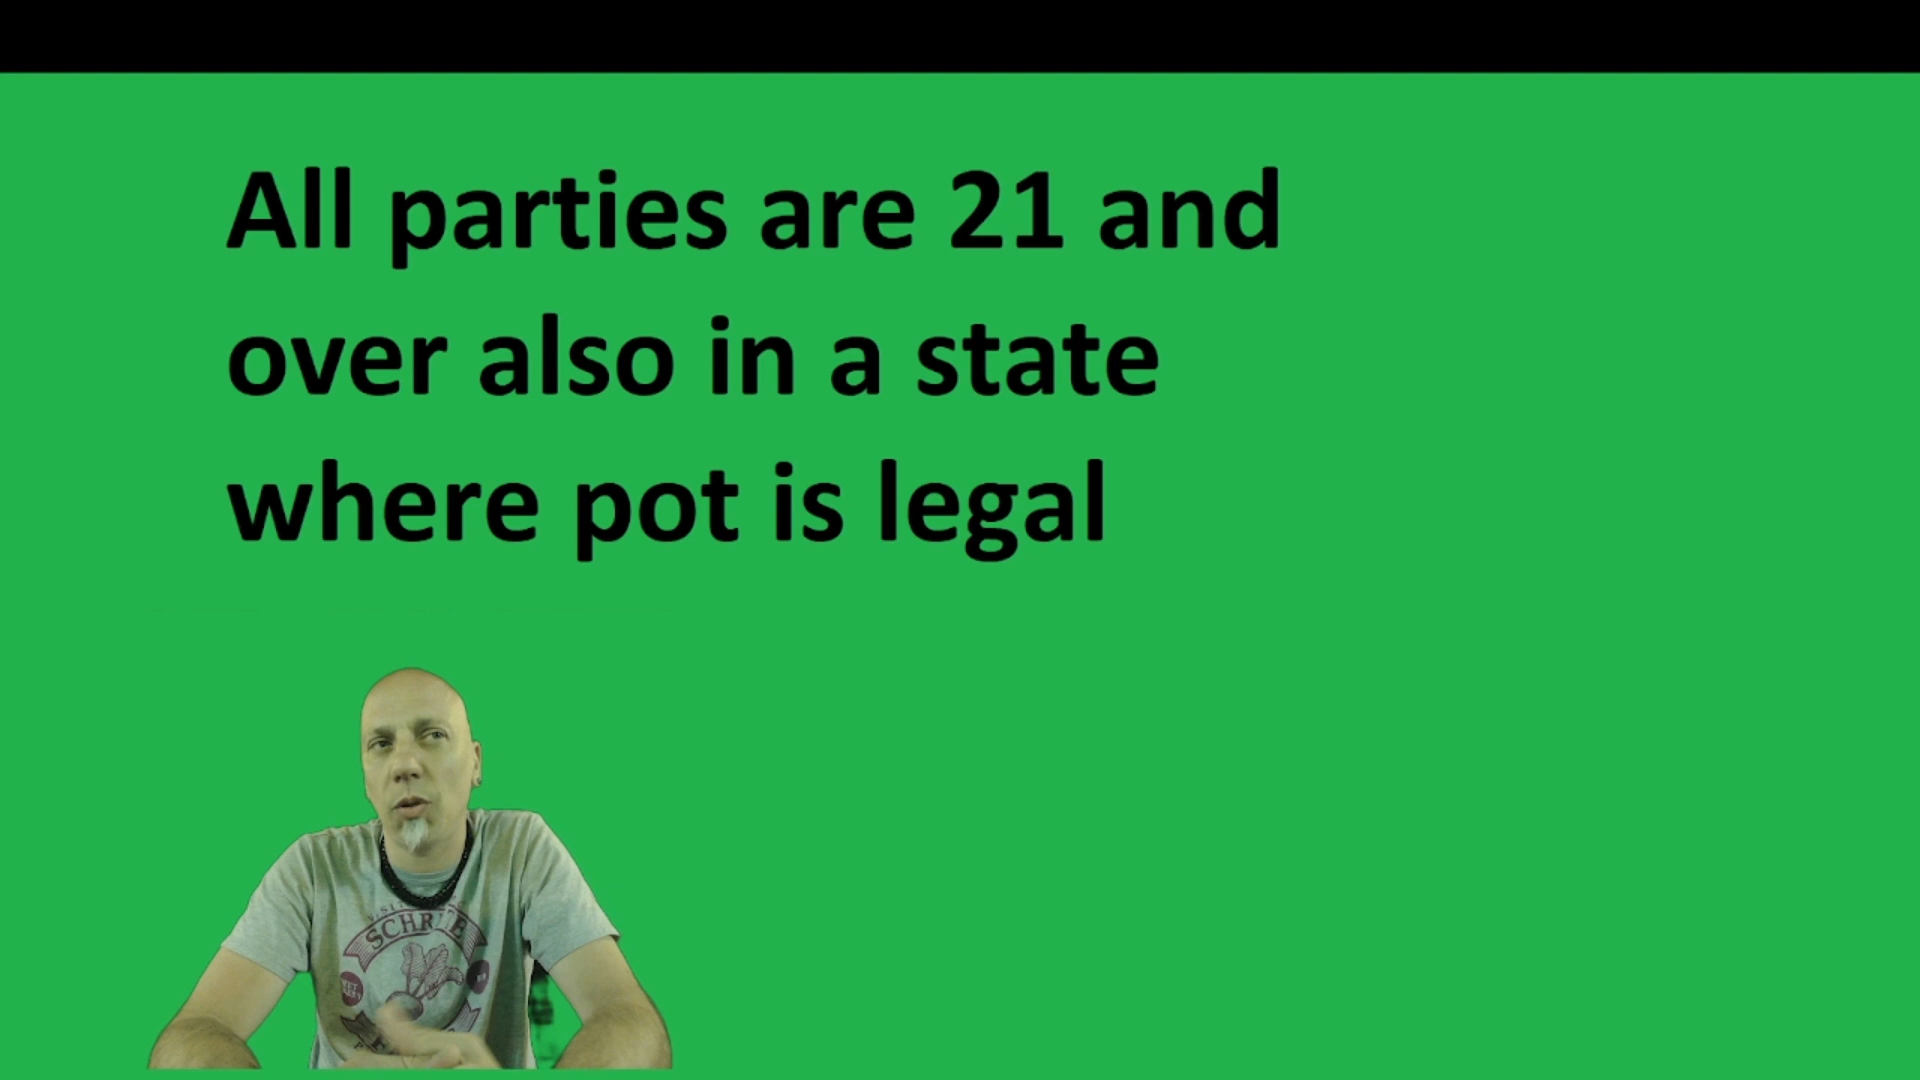 All parties are 21 and
over also in a state
where pot is legal